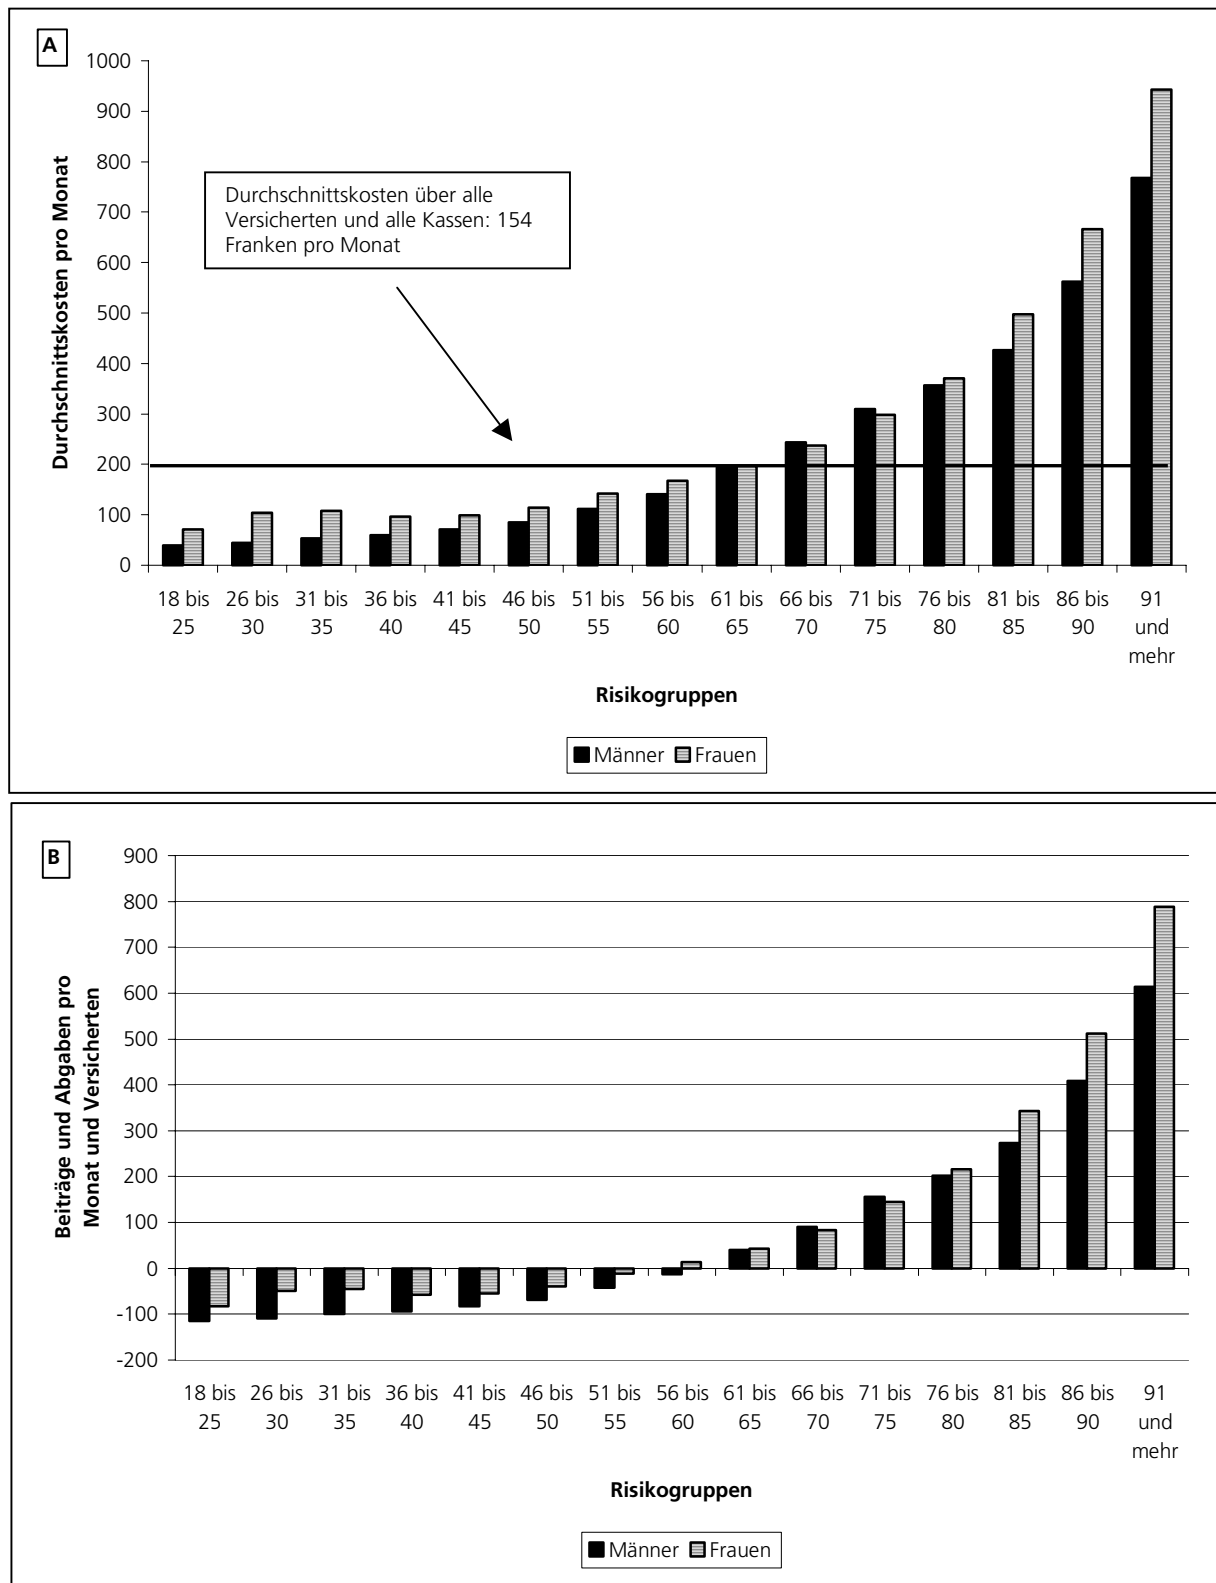 A
1000
900
800
700
600
500
400
300
200
100
0
Durchschnittskosten pro Monat
Durchschnittskosten über alle
Versicherten und alle Kassen: 154
Franken pro Monat
18 bis 26 bis 31 bis 36 bis 41 bis 46 bis 51 bis 56 bis 61 bis 66 bis 71 bis 76 bis 81 bis 86 bis 91
25 30 35 40 45 50 55 60 65 70 75 80 85 90 und
mehr
Risikogruppen
Männer Frauen
B
900
800
700
600
500
400
300
200
100
0
-100
-200
Beiträge und Abgaben pro
Monat und Versicherten
18 bis 26 bis 31 bis 36 bis 41 bis 46 bis 51 bis 56 bis 61 bis 66 bis 71 bis 76 bis 81 bis 86 bis 91
25 30 35 40 45 50 55 60 65 70 75 80 85 90 und
mehr
Risikogruppen
Männer Frauen